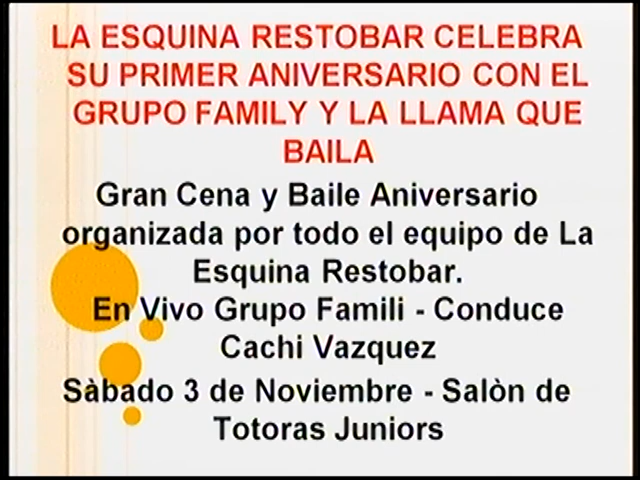 LA ESQUINA RESTOBAR CELEBRA
SU PRIMER ANIVERSARIO CON EL
GRUPO FAMILY Y LA LLAMA QUE
BAILA
Gran Cena y Baile Aniversario
organizada por todo el equipo de La
Esquina Restobar.
En Vivo Grupo Famili - Conduce
Cachi Vazquez
Sàbado 3 de Noviembre - Salòn de
Totoras Juniors